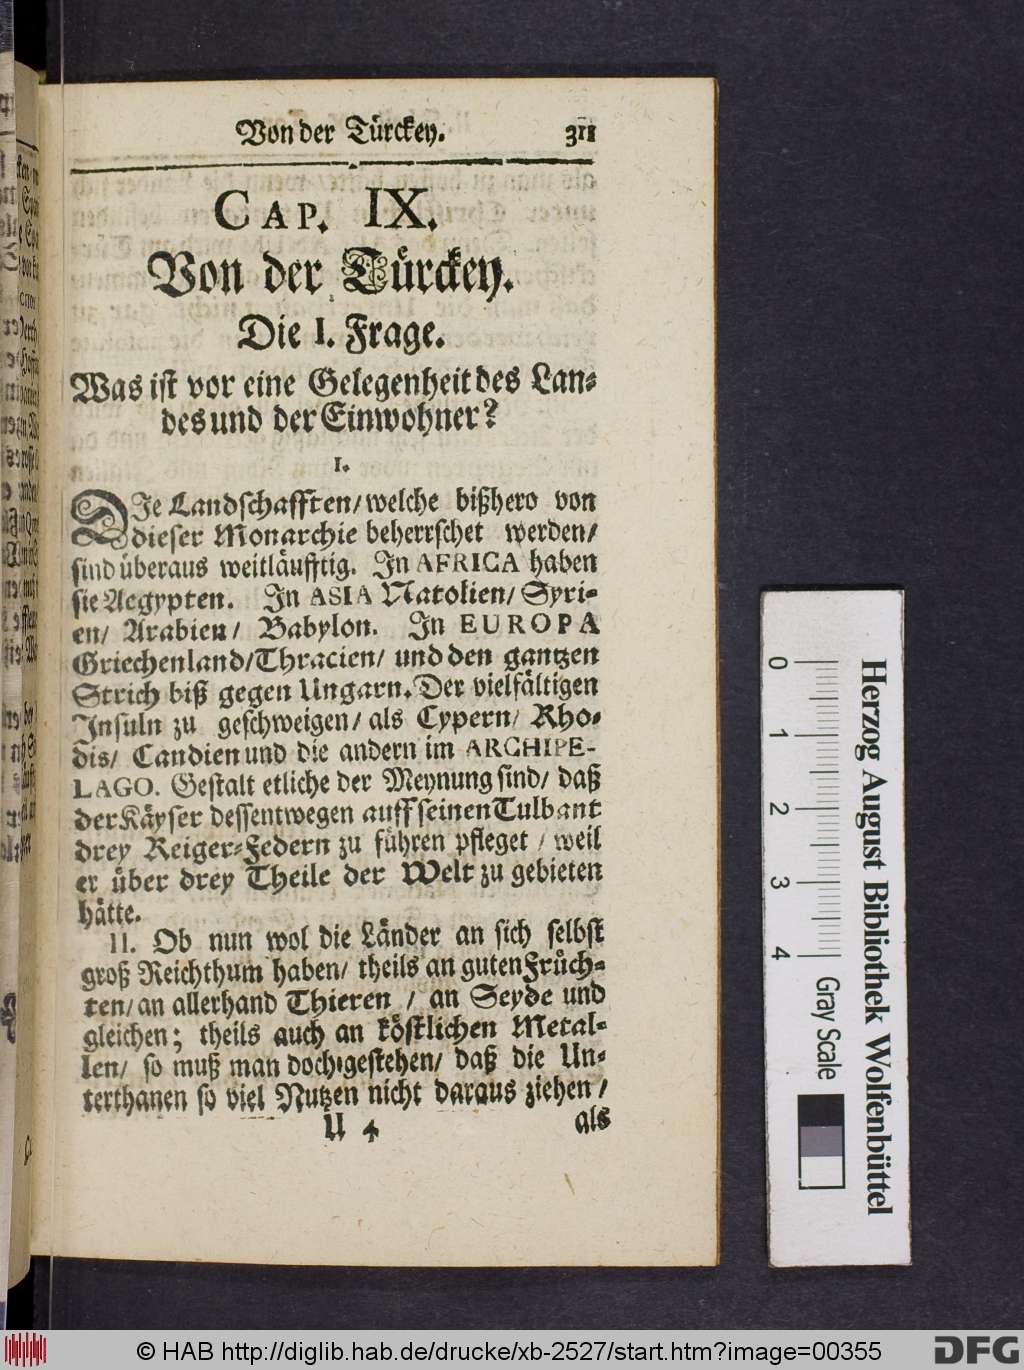 Von der Türckey. 311
CAP. IX.
Von der Türckey.
Die I. Frage.
Was ist vor eine Gelegenheit des Lan-
des und der Einwohner?
I.
DJe Landschafften/ welche bißhero von
dieser Monarchie beherrschet werden/
sind überaus weitläufftig. Jn AFRICA haben
sie Aegypten. Jn ASIA Natolien/ Syri-
en/ Arabien/ Babylon. Jn EUROPA
Griechenland/ Thracien/ und den gantzen
Strich biß gegen Ungarn. Der vielfältigen
Jnsuln zu geschweigen/ als Cypern/ Rho-
dis/ Candien und die andern im ARCHIPE-
LAGO. Gestalt etliche der Meynung sind/ daß
der Käyser dessentwegen auff seinen Tulbant
drey Reiger-Federn zu führen pfleget / weil
er über drey Theile der Welt zu gebieten
hätte.
II. Ob nun wol die Länder an sich selbst
groß Reichthum haben/ theils an guten Früch-
ten/ an allerhand Thieren / an Seyde und
gleichen; theils auch an köstlichen Metal-
len/ so muß man doch gestehen/ daß die Un-
terthanen so viel Nutzen nicht daraus ziehen /
U 4 als
0 1 2 3 4
Gray Scale
Herzog August Bibliothek Wolfenbüttel
© HAB http://diglib.hab.de/drucke/xb-2527/start.htm?image=00355
DFG